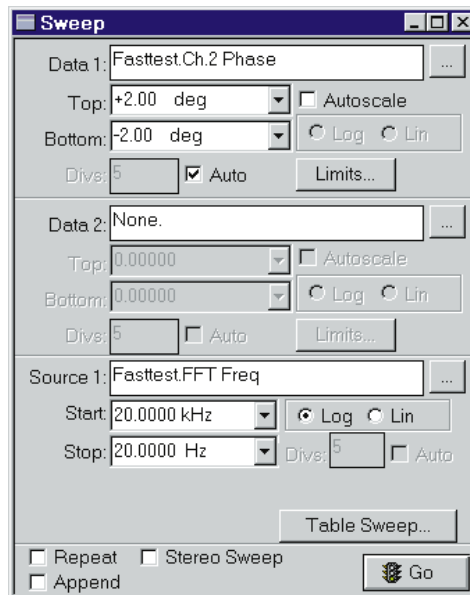 Sweep
Data 1: Fasttest.Ch.2 Phase ...
Top: +2.00 deg Autoscale
Bottom: -2.00 deg Log Lin
Divs: 5 Auto Limits...
Data 2: None. ...
Top: 0.00000 Autoscale
Bottom: 0.00000 Log Lin
Divs: 5 Auto Limits...
Source 1: Fasttest.FFT Freq ...
Start: 20.0000 kHz Log Lin
Stop: 20.0000 Hz Divs: 5 Auto
Table Sweep...
Repeat Stereo Sweep
Append Go